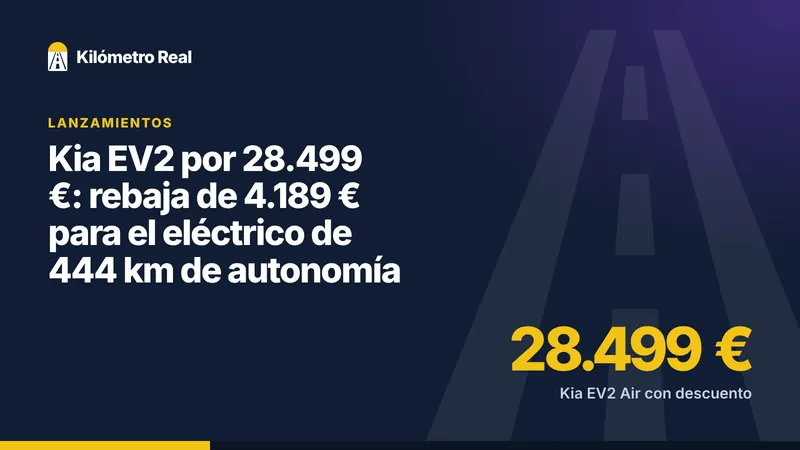 Kilómetro Real
LANZAMIENTOS
Kia EV2 por 28.499
€: rebaja de 4.189 €
para el eléctrico de
444 km de autonomía
28.499 €
Kia EV2 Air con descuento